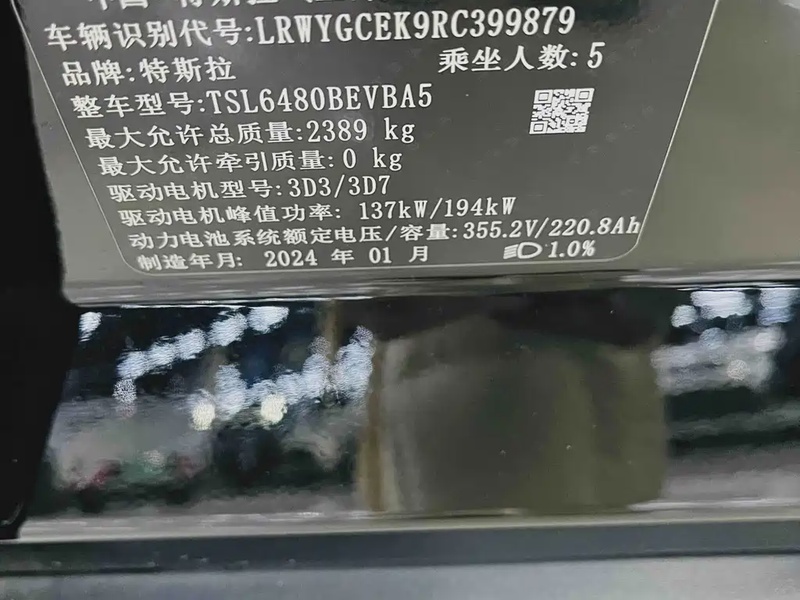 车辆识别代号:LRWYGCEK9RC399879
品牌:特斯拉 乘坐人数:5
整车型号:TSL6480BEVBA5
最大允许总质量:2389 kg
最大允许牵引质量:0 kg
驱动电机型号:3D3/3D7
驱动电机峰值功率: 137kW/194kW
动力电池系统额定电压/容量:355.2V/220.8Ah
制造年月: 2024 年 01 月 1.0%